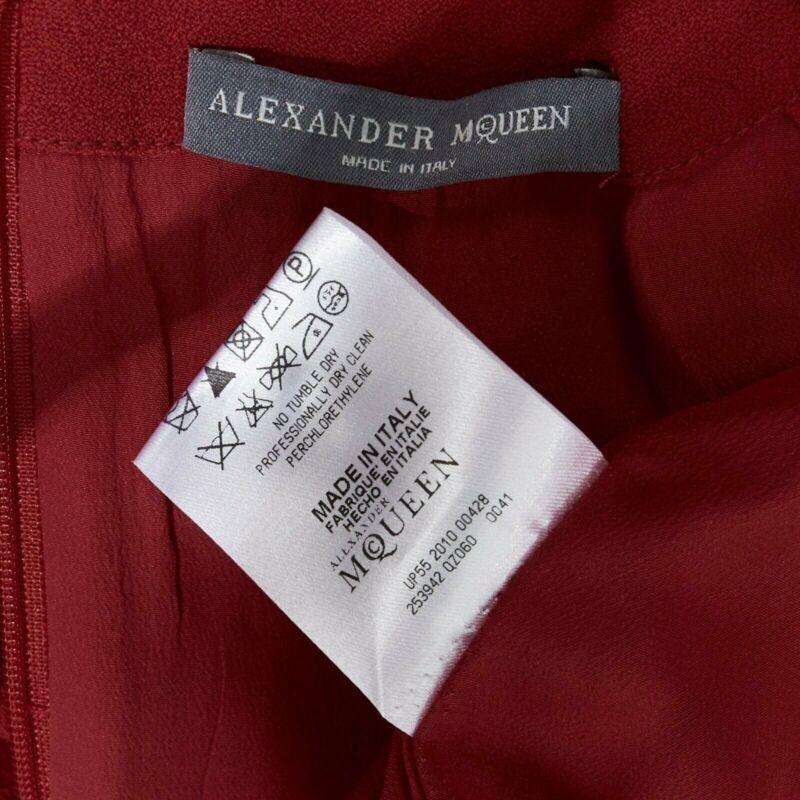 ALEXANDER MCQUEEN
MADE IN ITALY
P
NO TUMBLE DRY
PROFESSIONALLY DRY CLEAN
PERCHLORETHYLENE
MADE IN ITALY
FABRIQUE' EN ITALIE
HECHO EN ITALIA
ALEXANDER
MCQUEEN
UP55 2010 00428
253942 QZ060 0C41